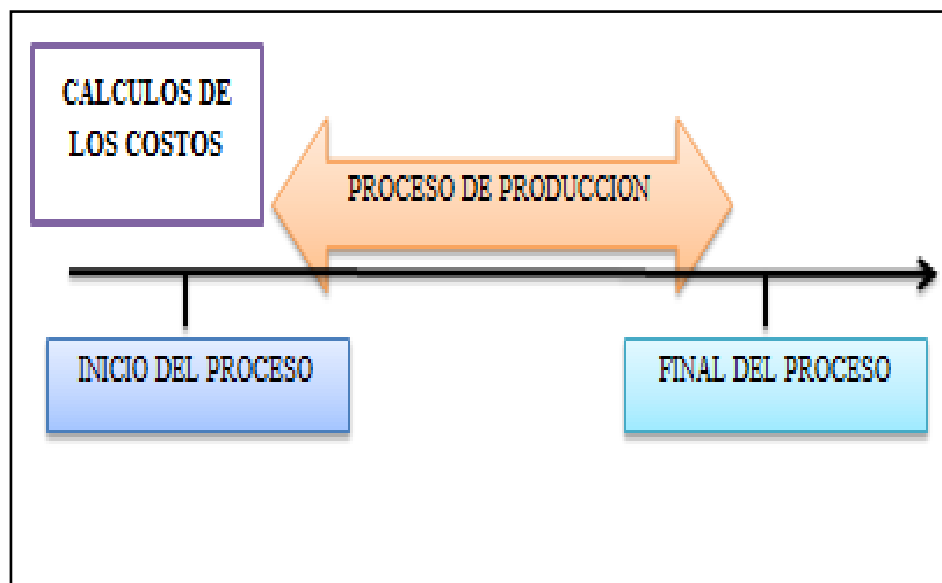 CALCULOS DE
LOS COSTOS
PROCESO DE PRODUCCION
INICIO DEL PROCESO
FINAL DEL PROCESO